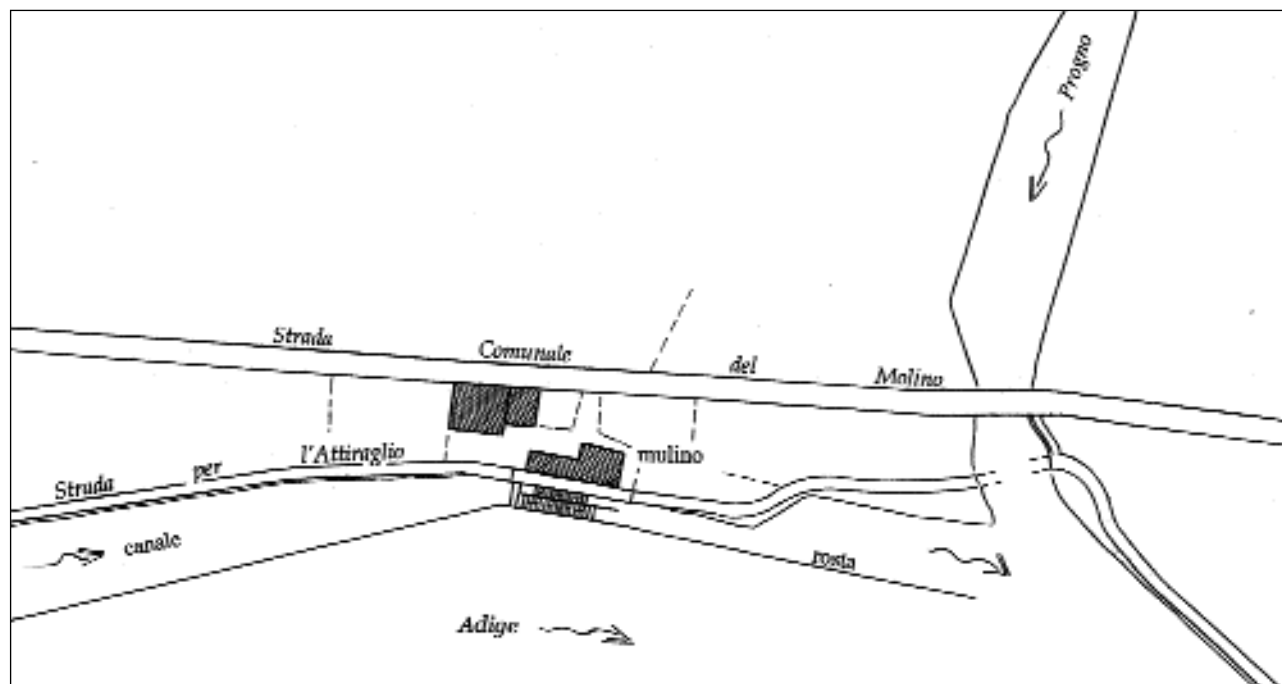 Progno
Strada Comunale del Molino
Strada per l'Attiraglio
mulino
canale
rosta
Adige